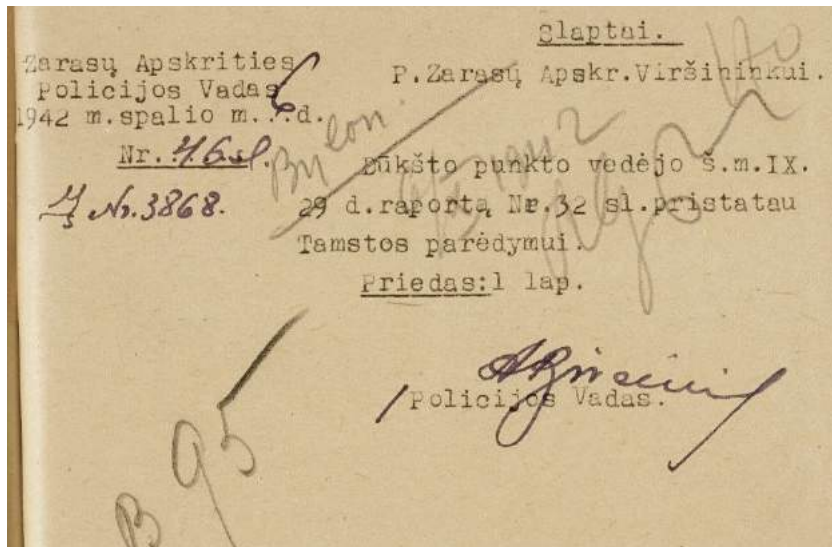 Slaptai.
Zarasų Apskrities
Policijos Vadas
1942 m.spalio m. d.
Nr. 46 sl.
Nr. 3868.
P.Zarasų Apskr.Viršininkui.
Dūkšto punkto vedėjo š.m.IX.
29 d.raportą Nr.32 sl.pristatau
Tamstos parėdymui.
Priedas:1 lap.
Policijos Vadas.
B 95